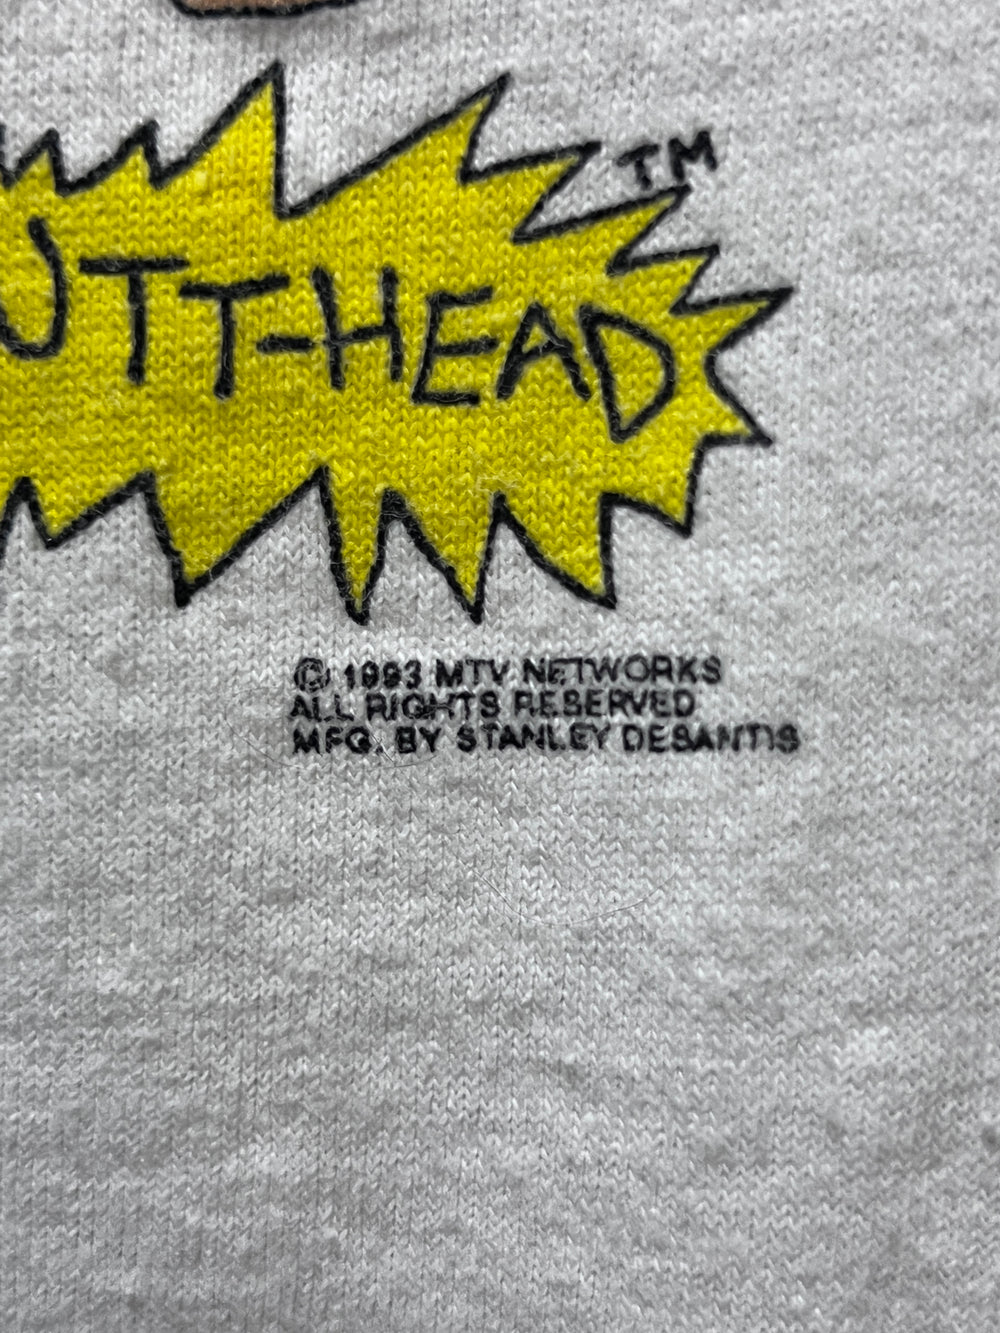 UTT-HEAD
TM
© 1993 MTV NETWORKS
ALL RIGHTS RESERVED
MFG. BY STANLEY DESANTIS